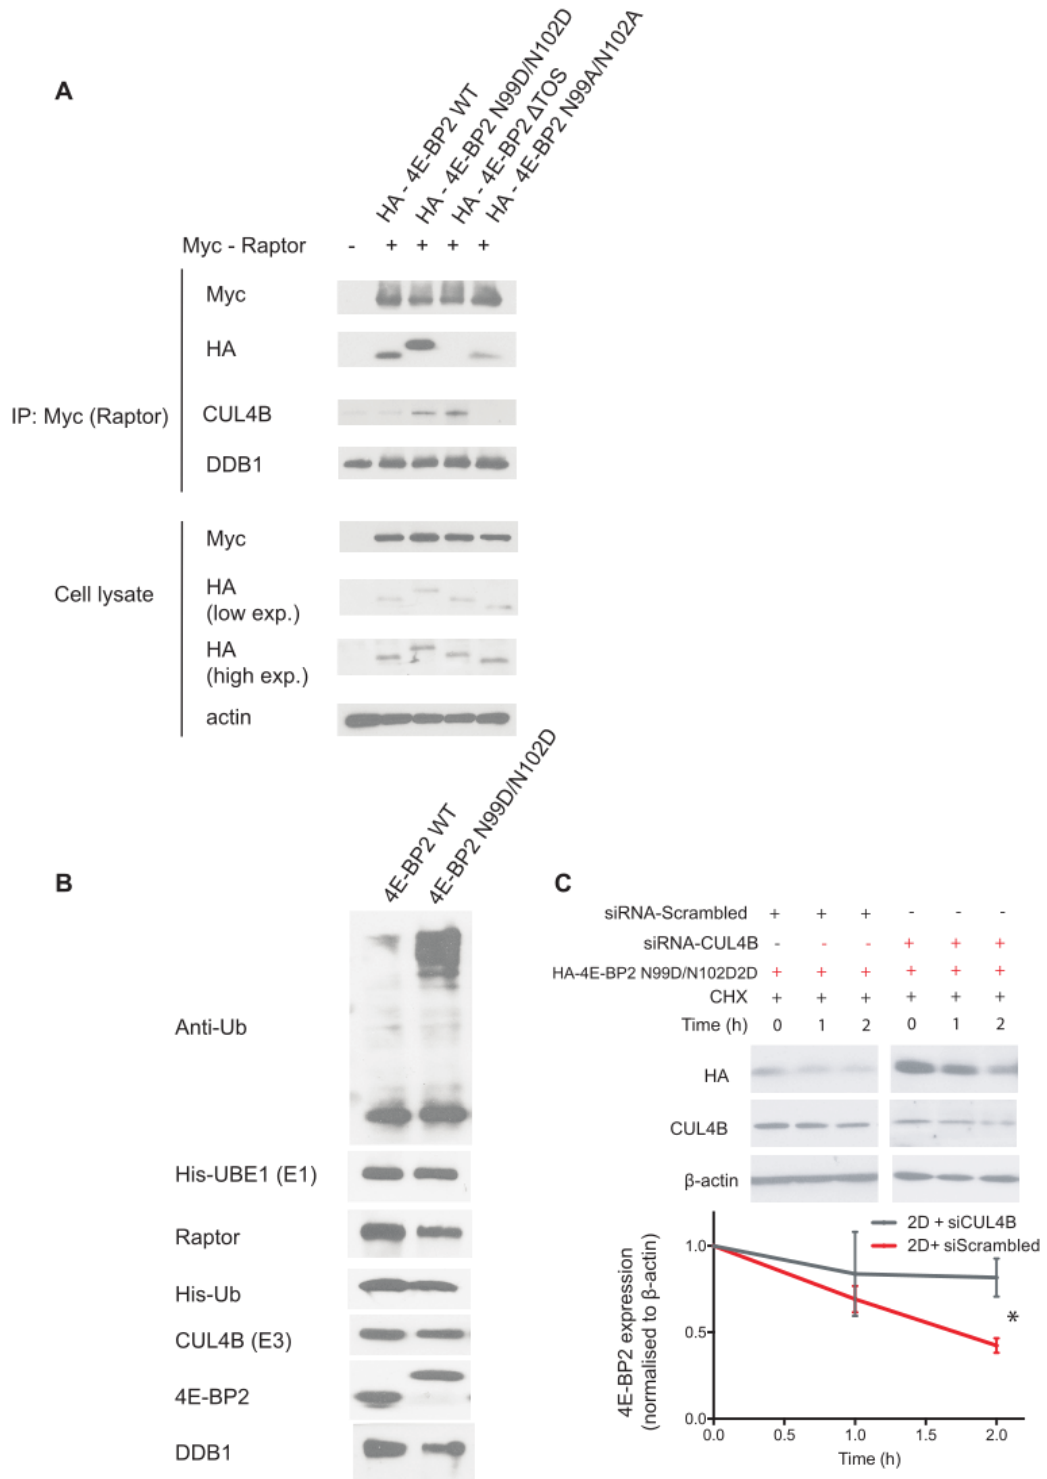 A
HA - 4E-BP2 WT
HA - 4E-BP2 N99D/N102D
HA - 4E-BP2 ΔTOS
HA - 4E-BP2 N99A/N102A
Myc - Raptor - + + + +
IP: Myc (Raptor)
Myc
HA
CUL4B
DDB1
Cell lysate
Myc
HA
(low exp.)
HA
(high exp.)
actin
B
4E-BP2 WT
4E-BP2 N99D/N102D
Anti-Ub
His-UBE1 (E1)
Raptor
His-Ub
CUL4B (E3)
4E-BP2
DDB1
C
siRNA-Scrambled + + + - - -
siRNA-CUL4B - - - + + +
HA-4E-BP2 N99D/N102D2D + + + + + +
CHX + + + + + +
Time (h) 0 1 2 0 1 2
HA
CUL4B
β-actin
2D + siCUL4B
2D+ siScrambled
*
4E-BP2 expression
(normalised to β-actin)
1.0
0.5
0.0
0.0 0.5 1.0 1.5 2.0
Time (h)